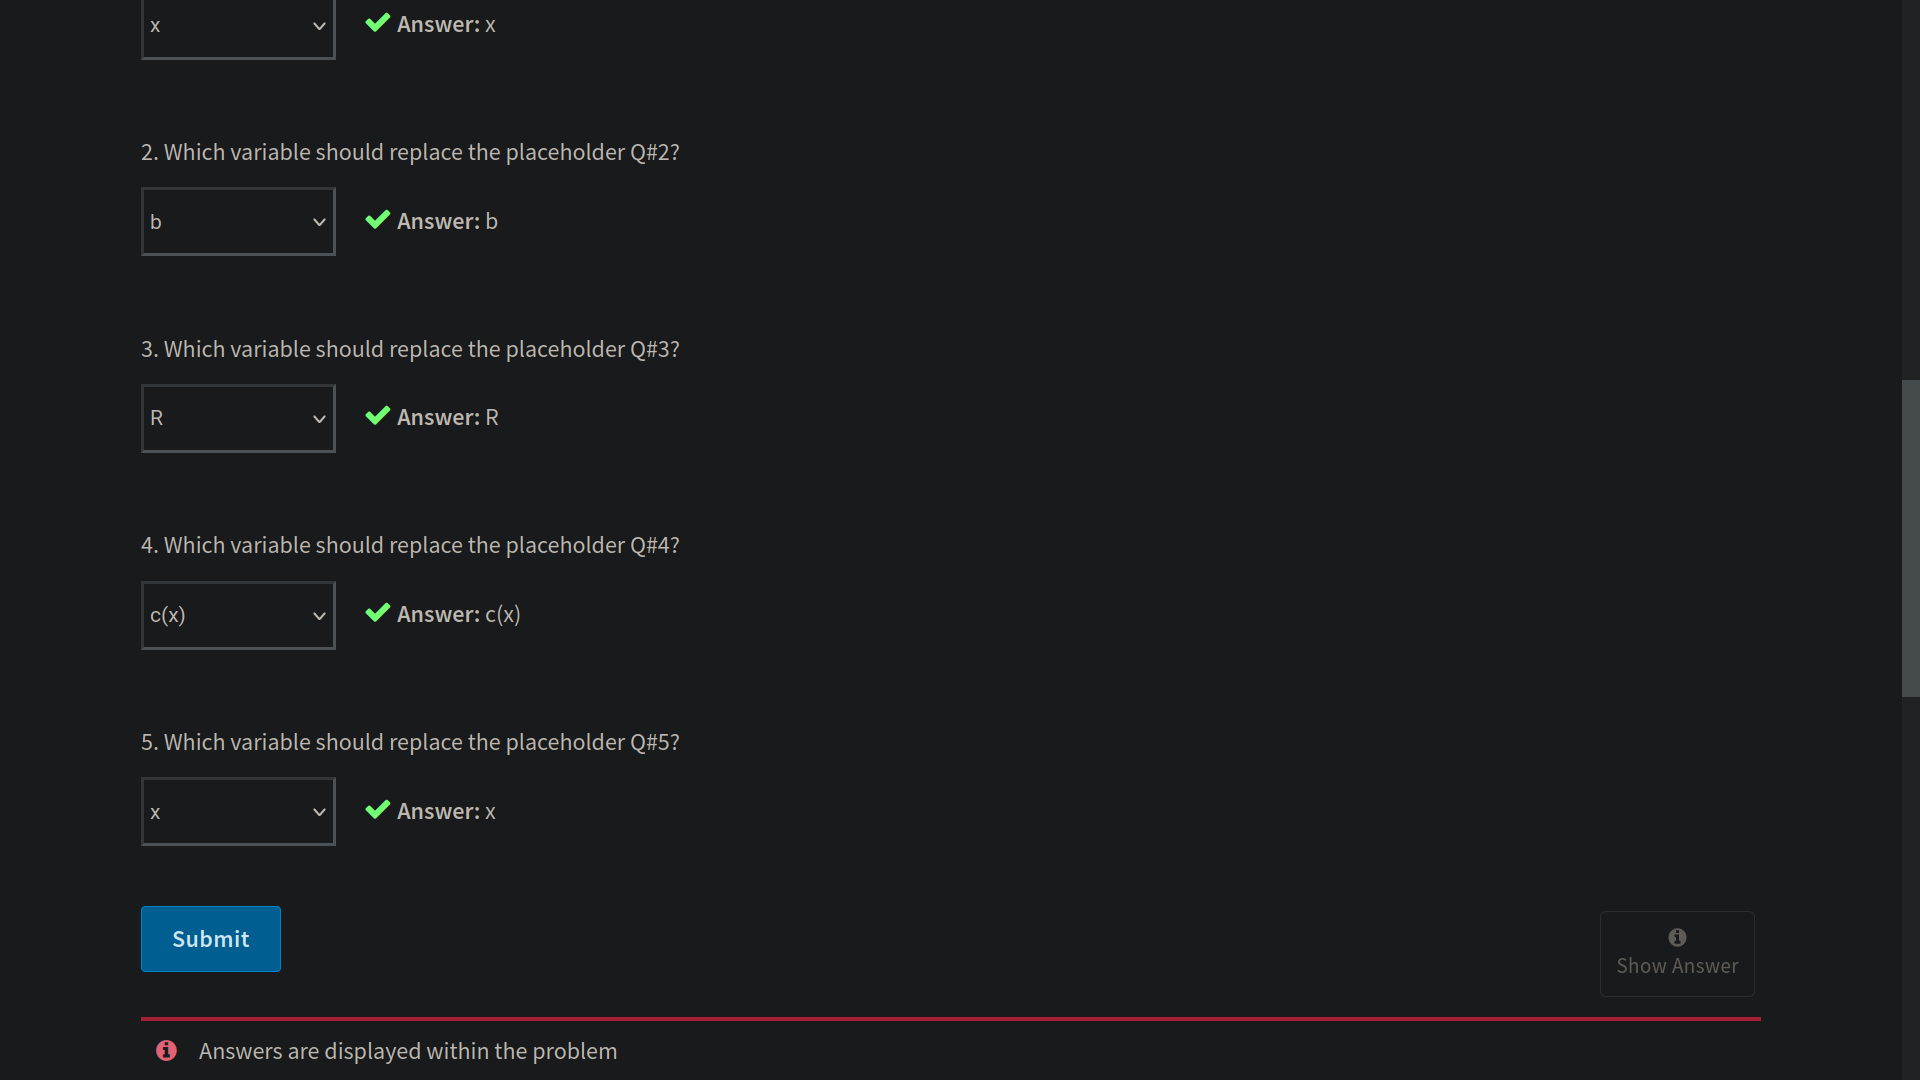 x
Answer: x
2. Which variable should replace the placeholder Q#2?
b
Answer: b
3. Which variable should replace the placeholder Q#3?
R
Answer: R
4. Which variable should replace the placeholder Q#4?
c(x)
Answer: c(x)
5. Which variable should replace the placeholder Q#5?
x
Answer: x
Submit
Show Answer
Answers are displayed within the problem